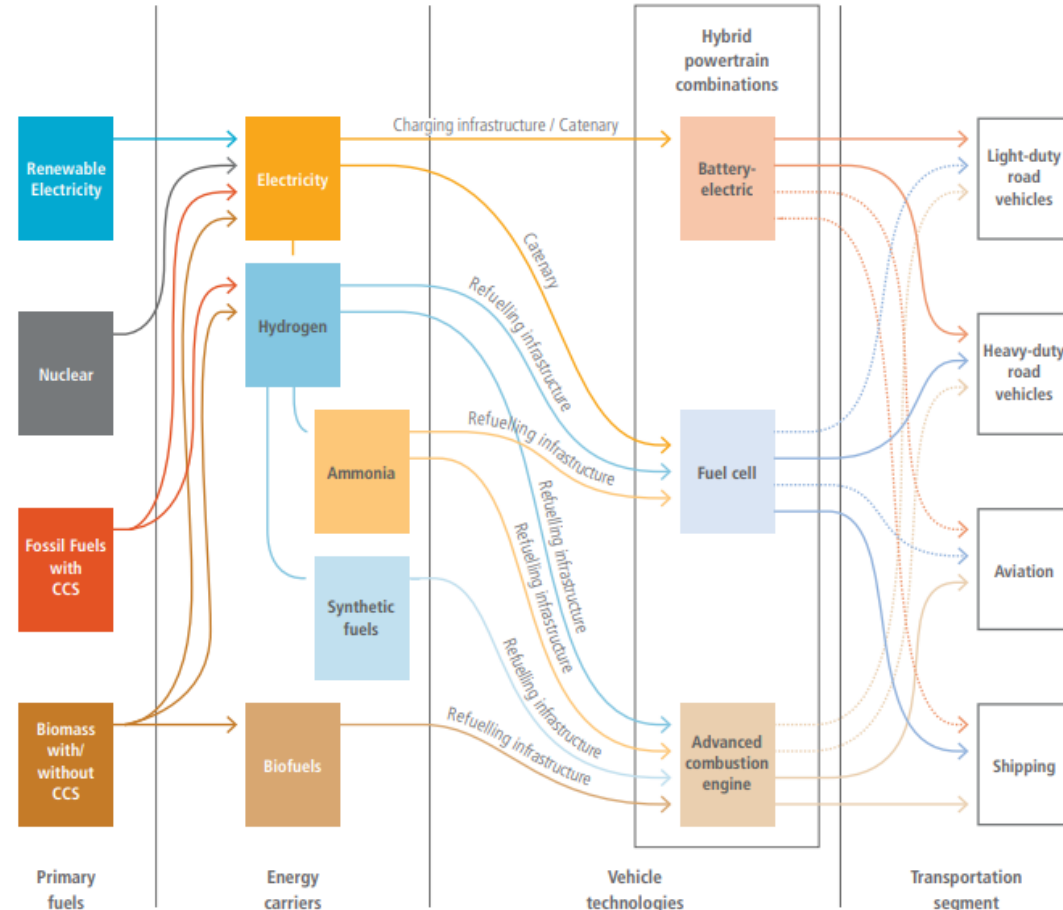 Hybrid
powertrain
combinations
Renewable
Electricity
Electricity
Charging infrastructure / Catenary
Battery-
electric
Light-duty
road
vehicles
Catenary
Nuclear
Hydrogen
Refuelling infrastructure
Heavy-duty
road
vehicles
Ammonia
Refuelling infrastructure
Fuel cell
Refuelling infrastructure
Refuelling infrastructure
Fossil Fuels
with
CCS
Synthetic
fuels
Aviation
Refuelling infrastructure
Biomass
with/
without
CCS
Biofuels
Refuelling infrastructure
Advanced
combustion
engine
Shipping
Primary
fuels
Energy
carriers
Vehicle
technologies
Transportation
segment